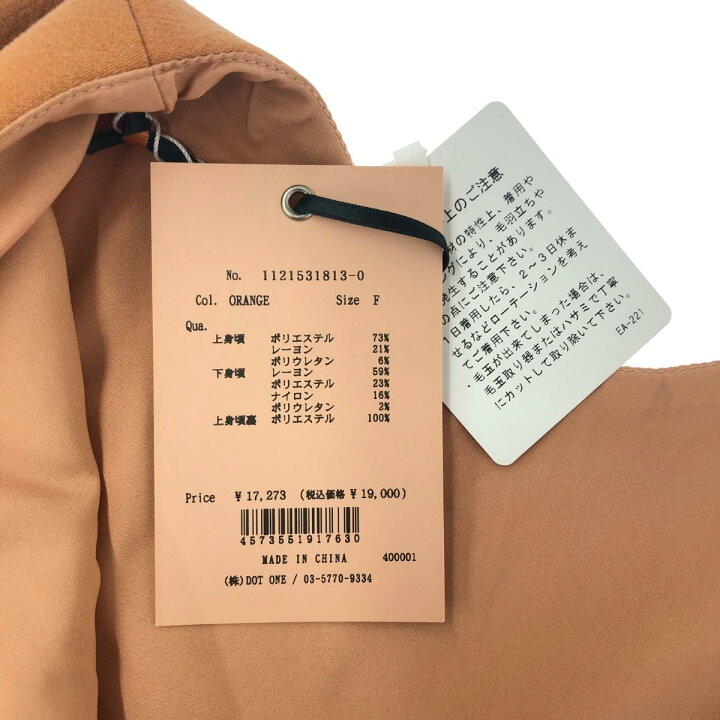 No. 1121531813-0
Col. ORANGE Size F
Qua.
上身頃 ポリエステル 73%
レーヨン 21%
ポリウレタン 6%
下身頃 レーヨン 59%
ポリエステル 23%
ナイロン 16%
ポリウレタン 2%
上身頃裏 ポリエステル 100%
Price ¥ 17,273 (税込価格 ¥ 19,000)
4573551917630
MADE IN CHINA 400001
(株)DOT ONE / 03-5770-9334
上のご注意
材の特性上、着用や
グにより、毛羽立ちや
発生することがあります。
の点にご注意下さい。
1日着用したら、2〜3日休ま
せるなどローテーションを考え
てご着用下さい。
・毛玉が出来てしまった場合は
毛玉取り器またはハサミで丁寧
にカットして取り除いて下さい。
EA-221